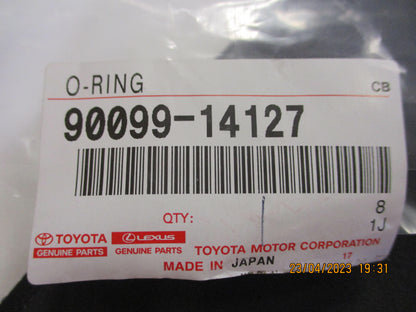 O-RING CB
90099-14127
8
QTY: 1J
TOYOTA LEXUS TOYOTA MOTOR CORPORATION
GENUINE PARTS GENUINE PARTS 17
MADE IN JAPAN
23/04/2023 19:31